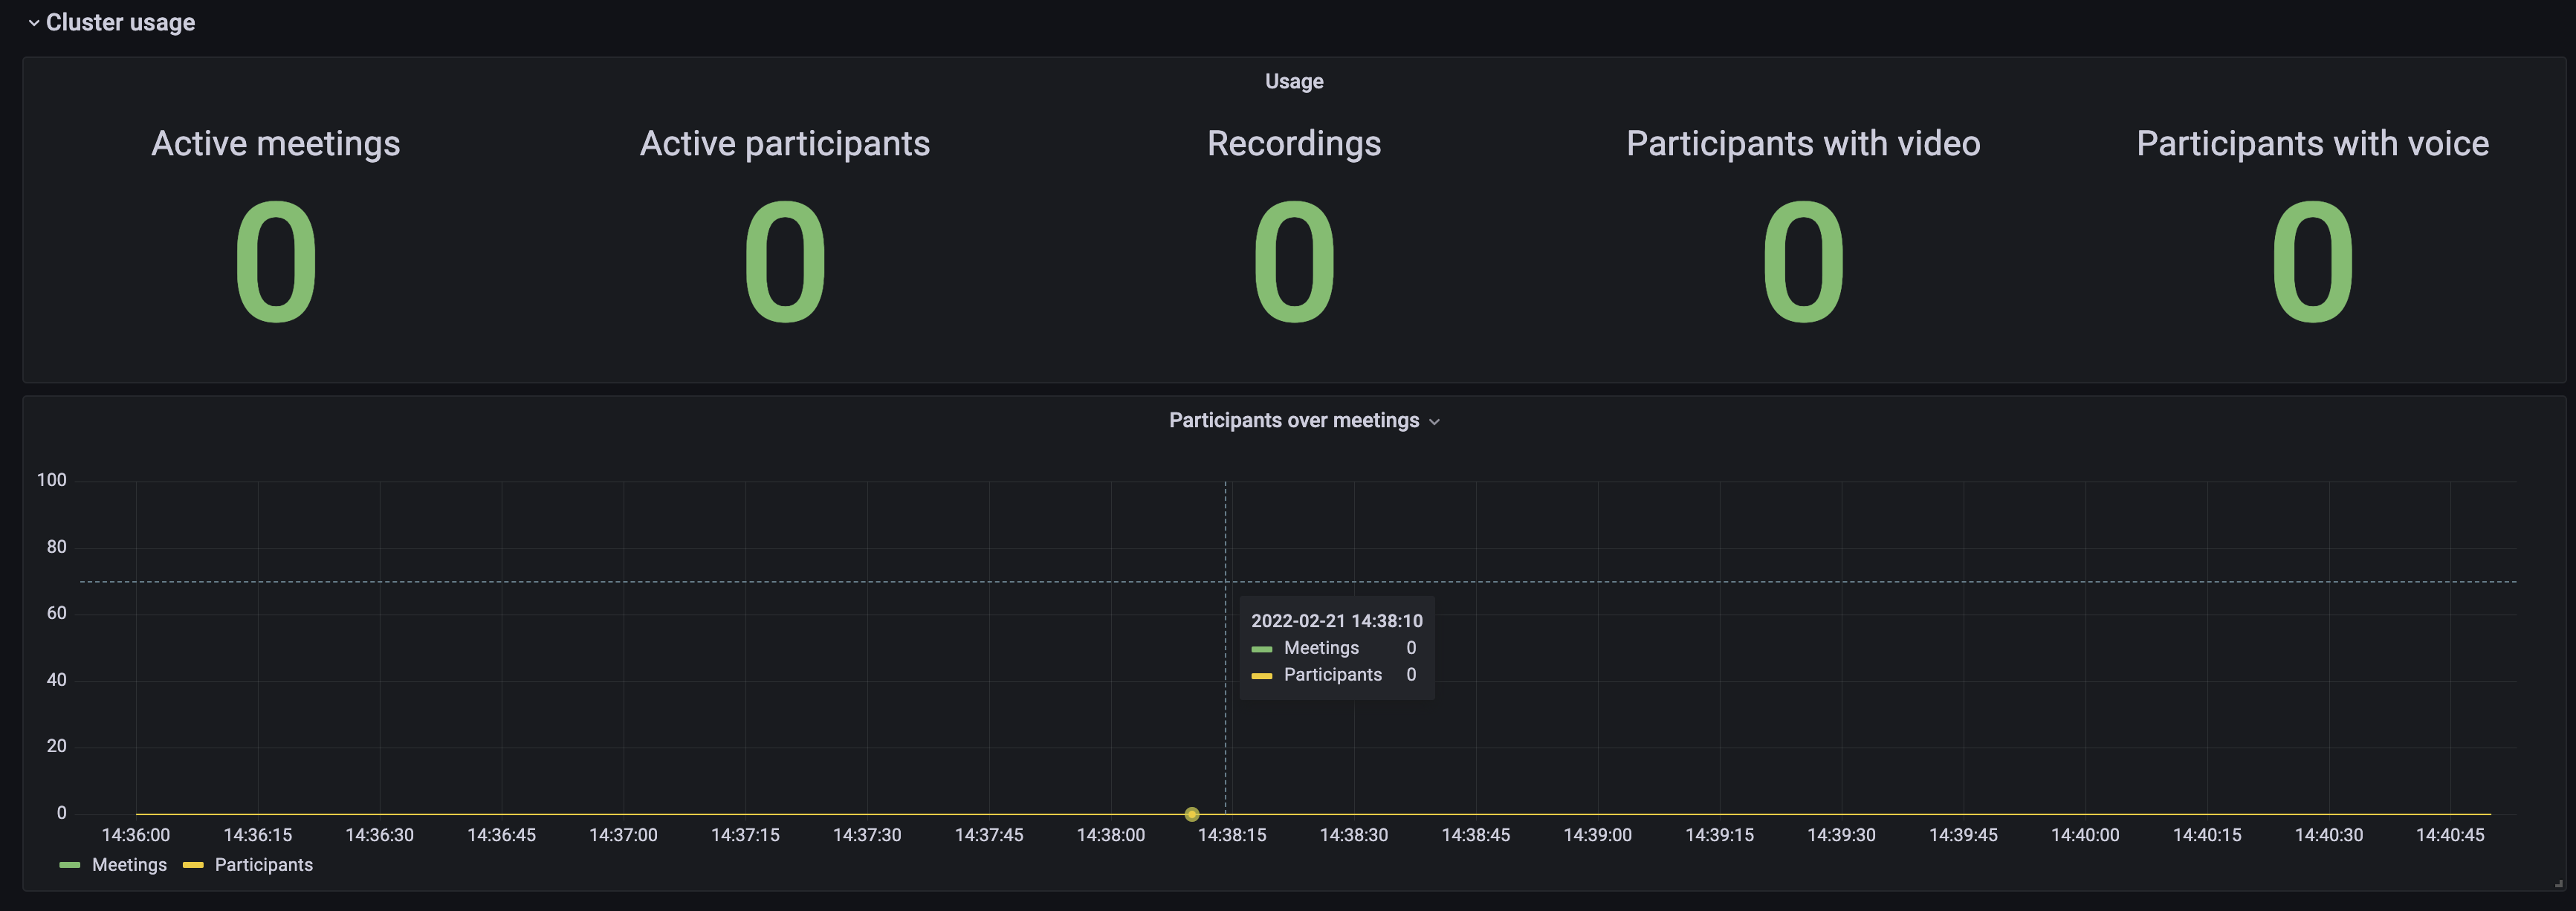 Cluster usage
Usage
Active meetings Active participants Recordings Participants with video Participants with voice
0 0 0 0 0
Participants over meetings
100
80
60
40
20
0
2022-02-21 14:38:10
Meetings 0
Participants 0
14:36:00 14:36:15 14:36:30 14:36:45 14:37:00 14:37:15 14:37:30 14:37:45 14:38:00 14:38:15 14:38:30 14:38:45 14:39:00 14:39:15 14:39:30 14:39:45 14:40:00 14:40:15 14:40:30 14:40:45
Meetings Participants